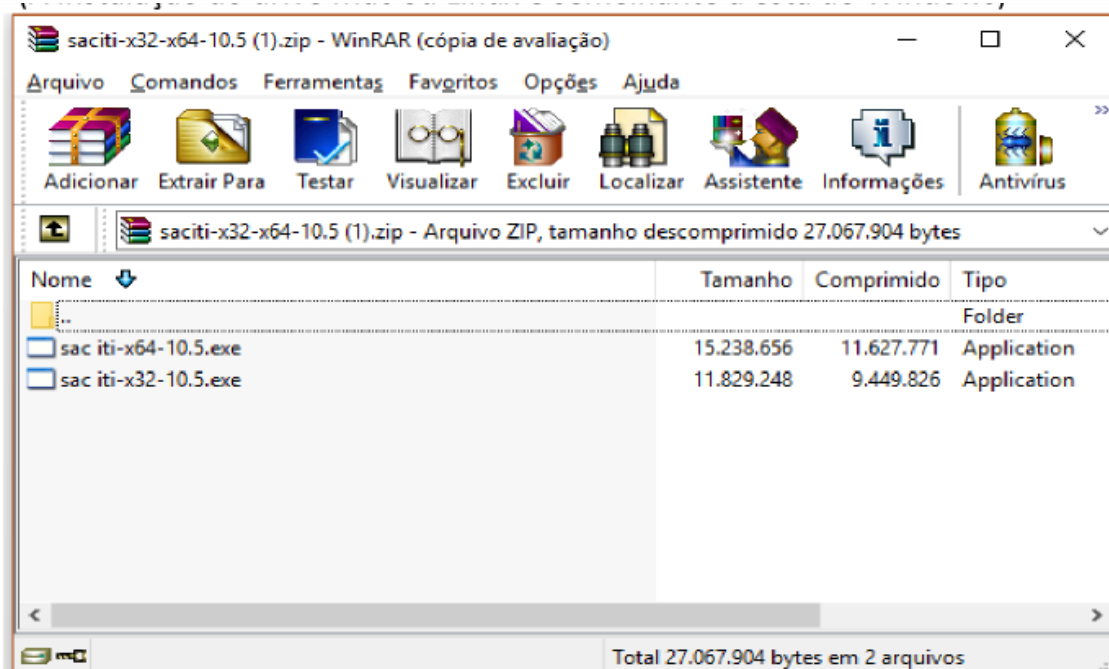 saciti-x32-x64-10.5 (1).zip - WinRAR (cópia de avaliação)
Arquivo Comandos Ferramentas Favoritos Opções Ajuda
Adicionar Extrair Para Testar Visualizar Excluir Localizar Assistente Informações Antivírus
saciti-x32-x64-10.5 (1).zip - Arquivo ZIP, tamanho descomprimido 27.067.904 bytes
Nome Tamanho Comprimido Tipo
.. Folder
sac iti-x64-10.5.exe 15.238.656 11.627.771 Application
sac iti-x32-10.5.exe 11.829.248 9.449.826 Application
Total 27.067.904 bytes em 2 arquivos